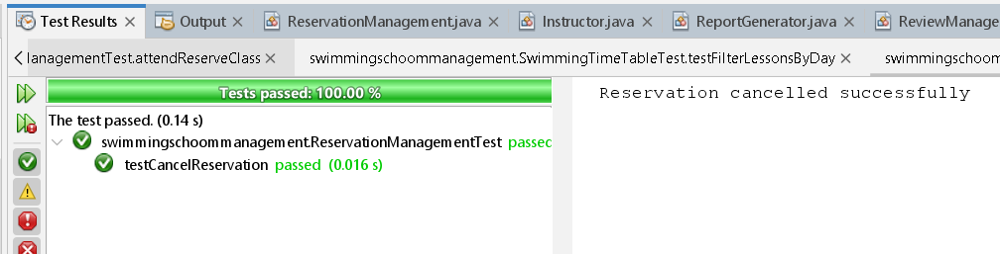 Test Results Output ReservationManagement.java Instructor.java ReportGenerator.java ReviewManage
lanagementTest.attendReserveClass swimmingschoommanagement.SwimmingTimeTableTest.testFilterLessonsByDay swimmingschoom
Tests passed: 100.00 %
Reservation cancelled successfully
The test passed. (0.14 s)
swimmingschoommanagement.ReservationManagementTest passed
testCancelReservation passed (0.016 s)